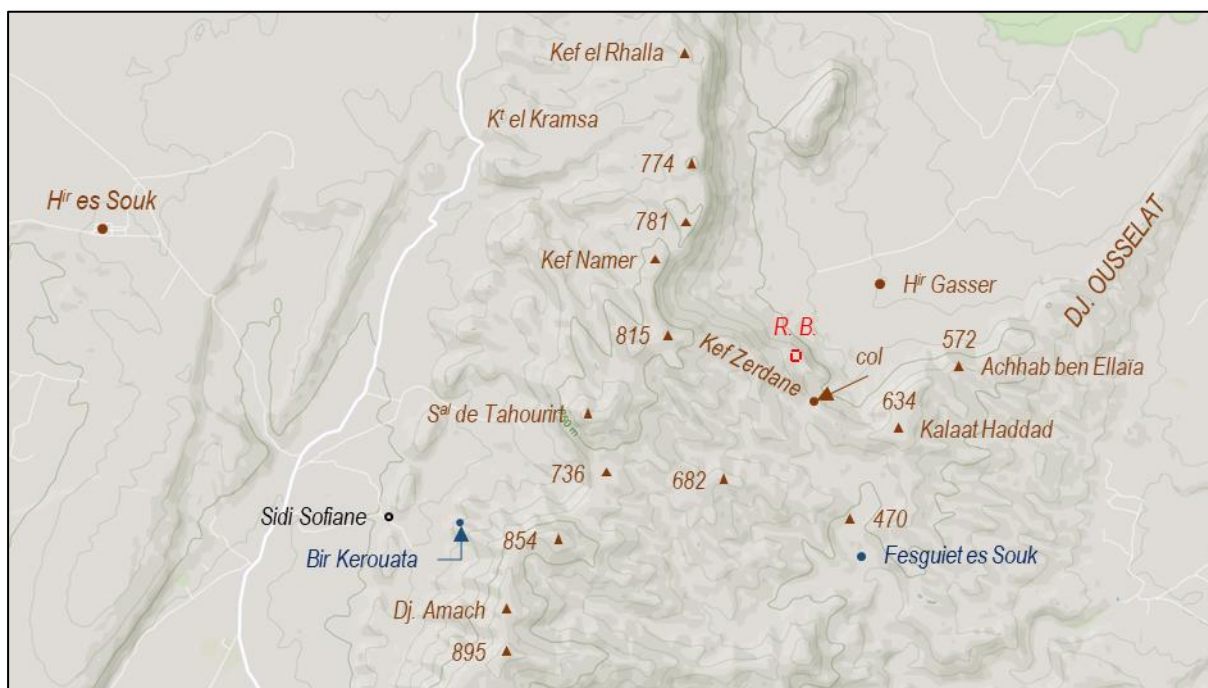 Kef el Rhalla
Kᵗ el Kramsa
774
Hⁱʳ es Souk
781
Kef Namer
DJ. OUSSELAT
Hⁱʳ Gasser
R. B.
815
Kef Zerdane
col
572
Achhab ben Ellaïa
634
Sᵃˡ de Tahourirt
Kalaat Haddad
736
682
Sidi Sofiane
470
Bir Kerouata
854
Fesguiet es Souk
Dj. Amach
895